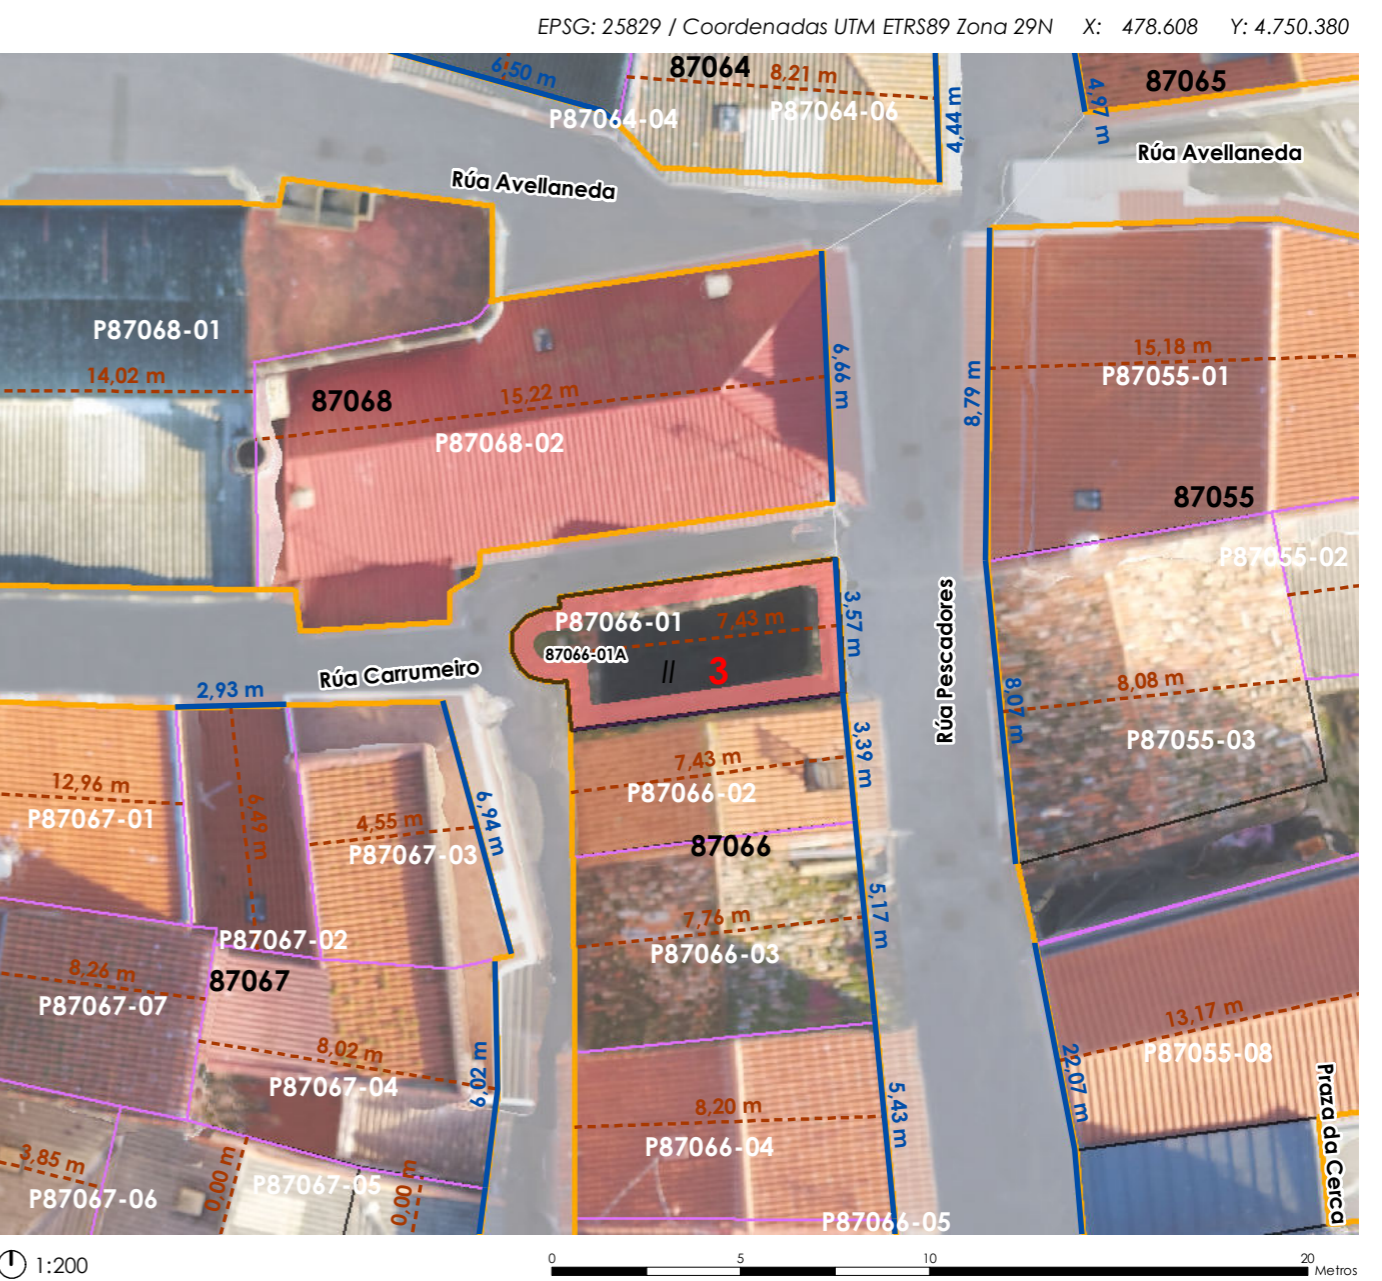 EPSG: 25829 / Coordenadas UTM ETRS89 Zona 29N X: 478.608 Y: 4.750.380
6,50 m
87064
8,21 m
P87064-04
P87064-06
4,44 m
4,97 m
87065
Rúa Avellaneda
Rúa Avellaneda
P87068-01
14,02 m
87068
15,22 m
P87068-02
6,66 m
8,79 m
15,18 m
P87055-01
87055
P87055-02
P87066-01
7,43 m
3,57 m
87066-01A
//
3
Rúa Pescadores
Rúa Carrumeiro
2,93 m
8,07 m
8,08 m
P87055-03
12,96 m
P87067-01
6,49 m
4,55 m
P87067-03
6,94 m
7,43 m
P87066-02
3,39 m
87066
7,76 m
P87066-03
5,17 m
P87067-02
87067
8,26 m
P87067-07
8,02 m
P87067-04
6,02 m
13,17 m
P87055-08
22,07 m
8,20 m
P87066-04
5,43 m
Praza da Cerca
3,85 m
P87067-06
0,00 m
P87067-05
0,00 m
P87066-05
1:200
0 5 10 20
Metros